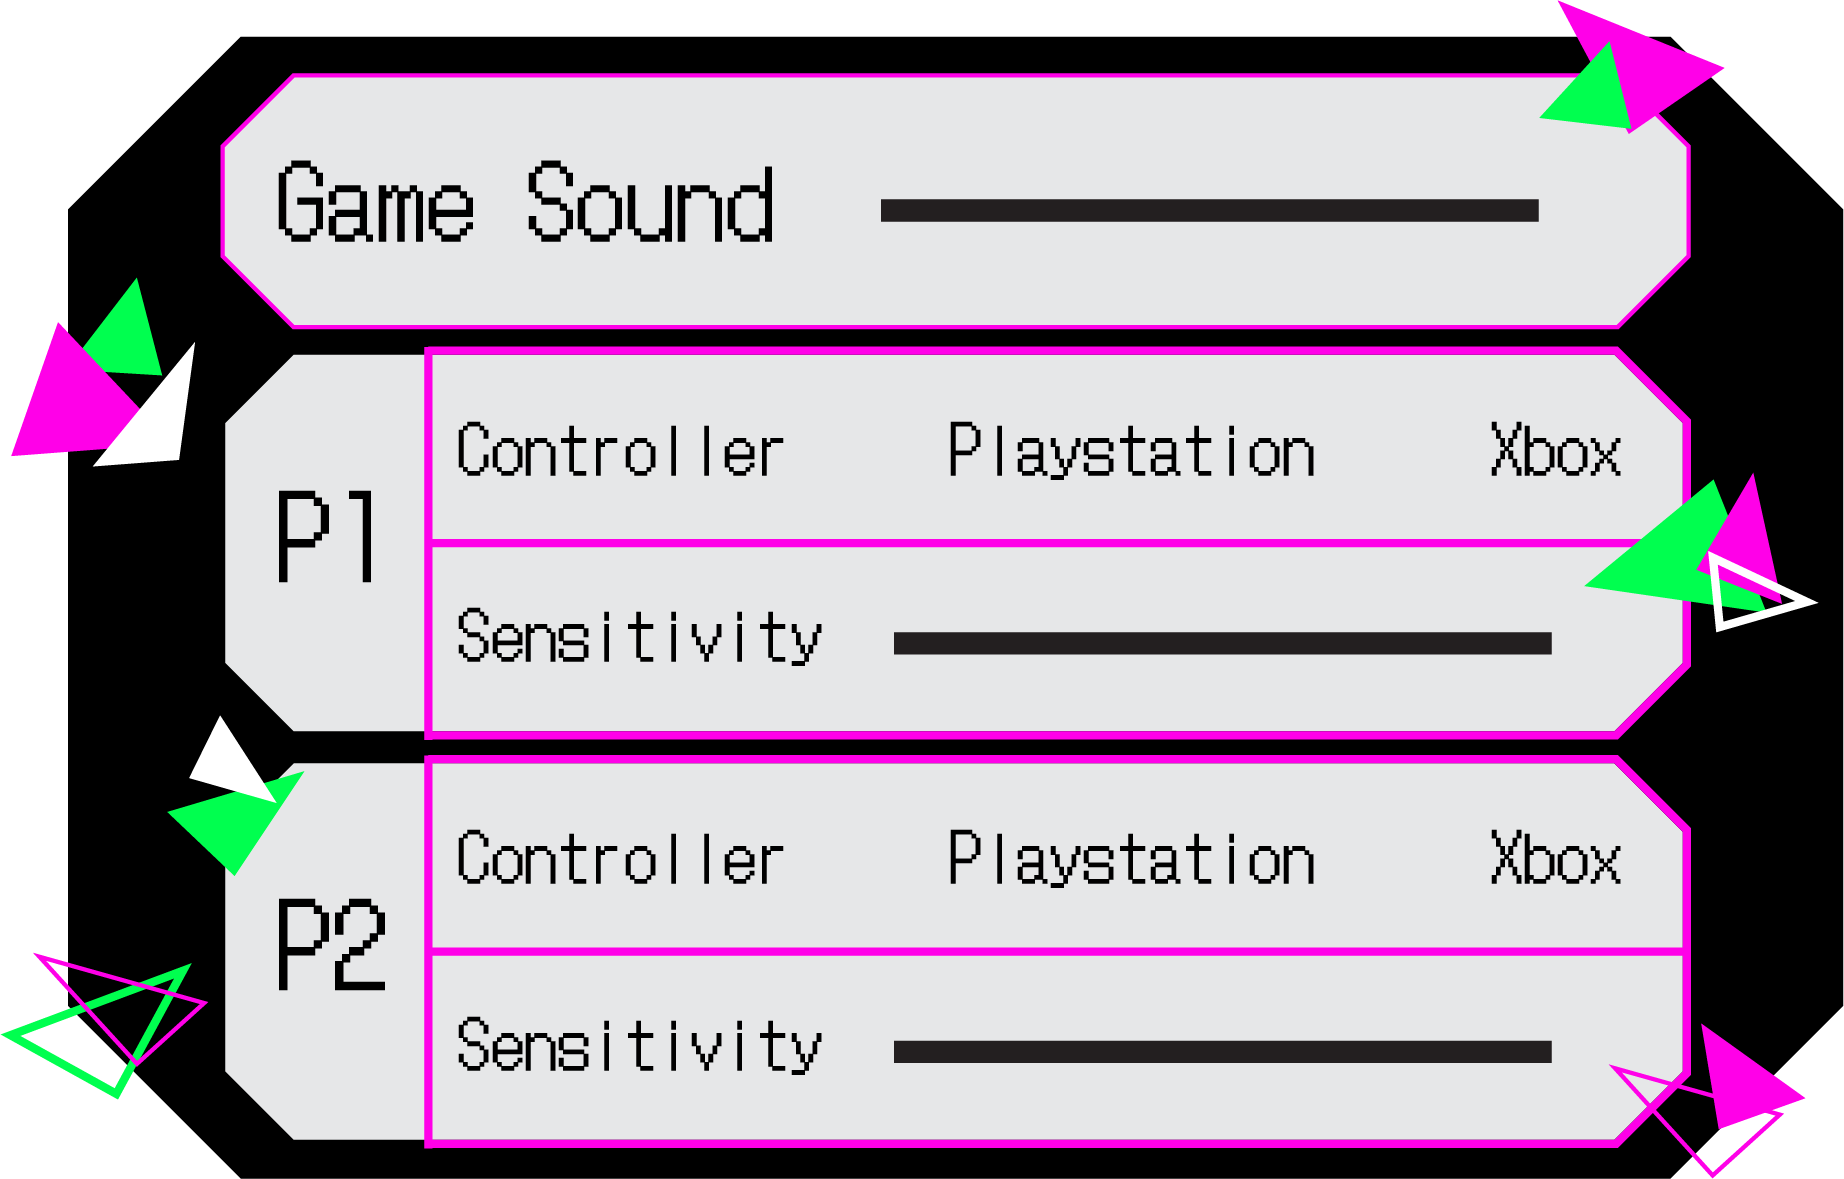 Game Sound
P1
Controller Playstation Xbox
Sensitivity
P2
Controller Playstation Xbox
Sensitivity